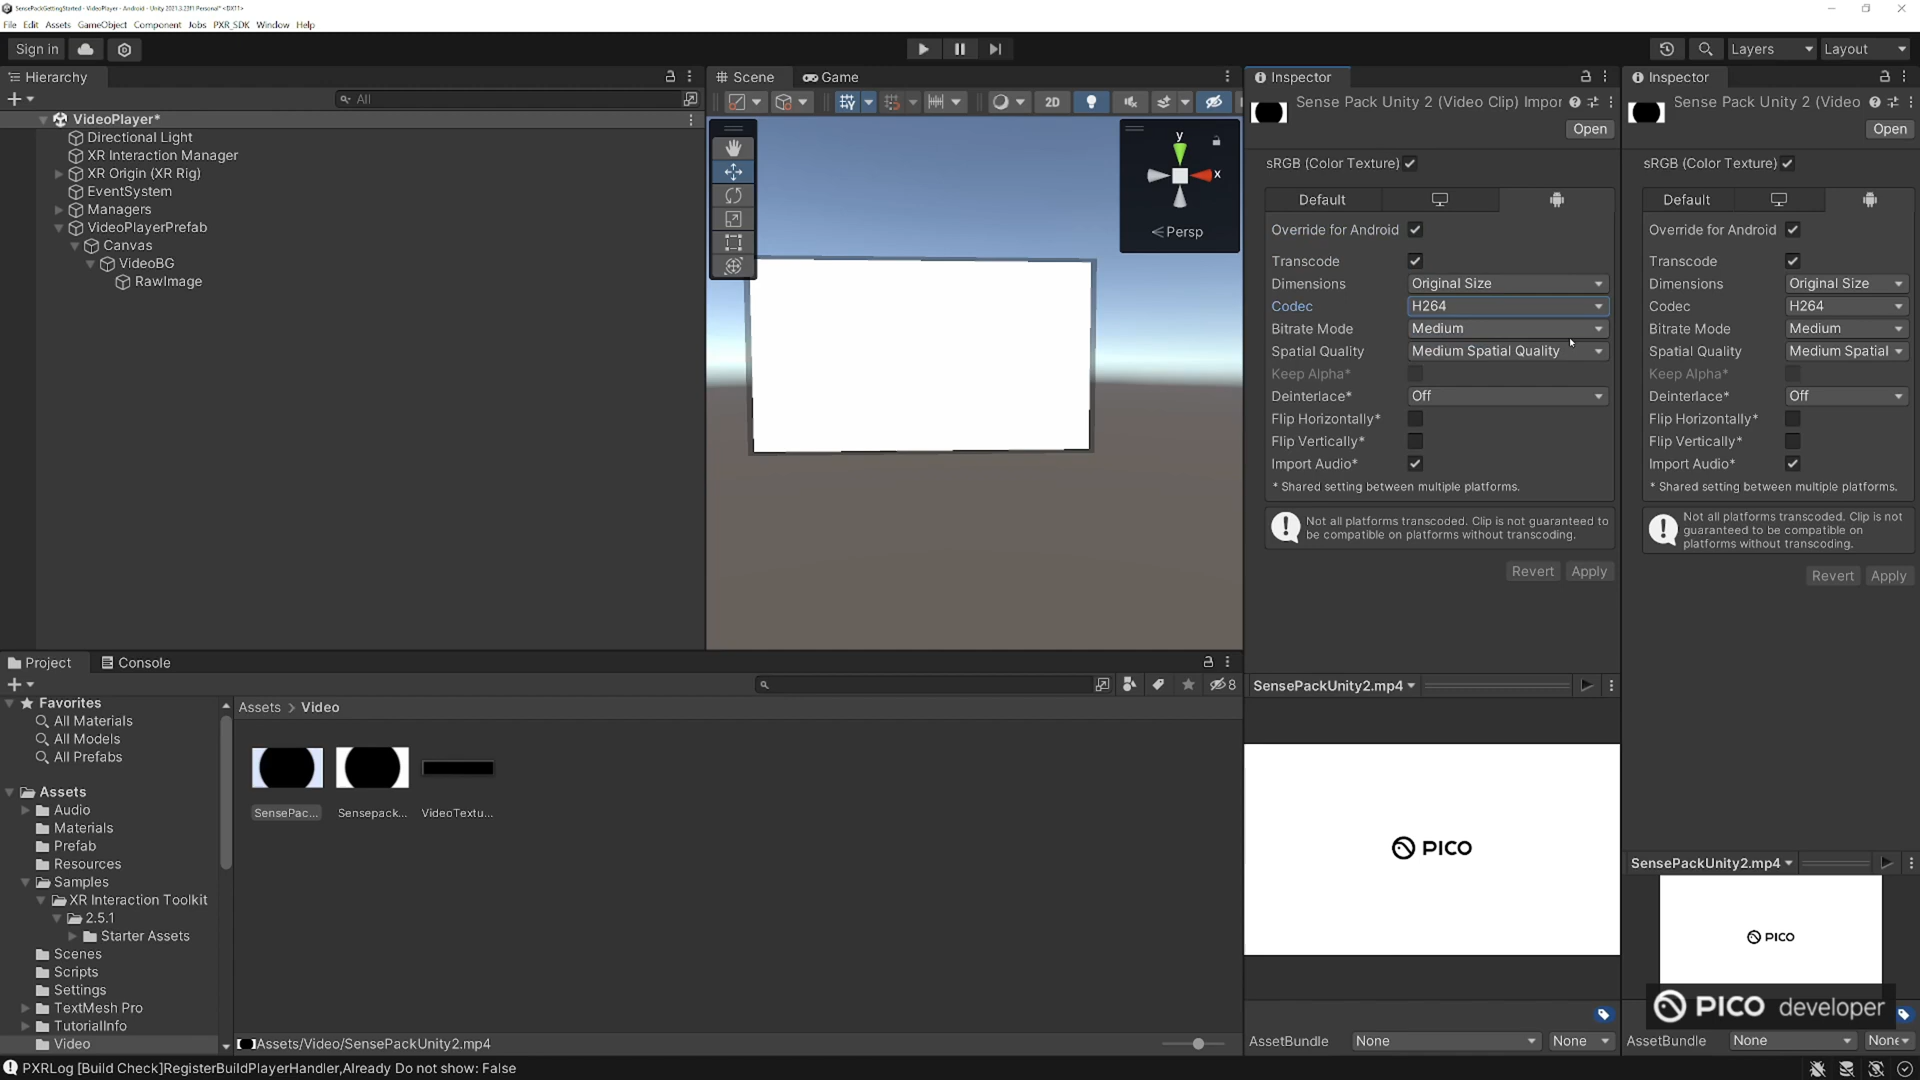 SensePackGettingStarted - VideoPlayer - Android - Unity 2021.3.23f1 Personal* <DX11>
File Edit Assets GameObject Component Jobs PXR_SDK Window Help
Sign in
Layers
Layout
Hierarchy
All
VideoPlayer*
Directional Light
XR Interaction Manager
XR Origin (XR Rig)
EventSystem
Managers
VideoPlayerPrefab
Canvas
VideoBG
RawImage
Scene
Game
2D
y
x
Persp
Inspector
Sense Pack Unity 2 (Video Clip) Impor
Open
sRGB (Color Texture)
Default
Override for Android
Transcode
Dimensions Original Size
Codec H264
Bitrate Mode Medium
Spatial Quality Medium Spatial Quality
Keep Alpha*
Deinterlace* Off
Flip Horizontally*
Flip Vertically*
Import Audio*
* Shared setting between multiple platforms.
Not all platforms transcoded. Clip is not guaranteed to
be compatible on platforms without transcoding.
Revert Apply
SensePackUnity2.mp4
PICO
AssetBundle None None
Inspector
Sense Pack Unity 2 (Video
Open
sRGB (Color Texture)
Default
Override for Android
Transcode
Dimensions Original Size
Codec H264
Bitrate Mode Medium
Spatial Quality Medium Spatial
Keep Alpha*
Deinterlace* Off
Flip Horizontally*
Flip Vertically*
Import Audio*
* Shared setting between multiple platforms.
Not all platforms transcoded. Clip is not
guaranteed to be compatible on
platforms without transcoding.
Revert Apply
SensePackUnity2.mp4
PICO
PICO developer
AssetBundle None None
Project
Console
8
Favorites
All Materials
All Models
All Prefabs
Assets
Audio
Materials
Prefab
Resources
Samples
XR Interaction Toolkit
2.5.1
Starter Assets
Scenes
Scripts
Settings
TextMesh Pro
TutorialInfo
Video
Assets > Video
SensePac... Sensepack... VideoTextu...
Assets/Video/SensePackUnity2.mp4
PXRLog [Build Check]RegisterBuildPlayerHandler,Already Do not show: False